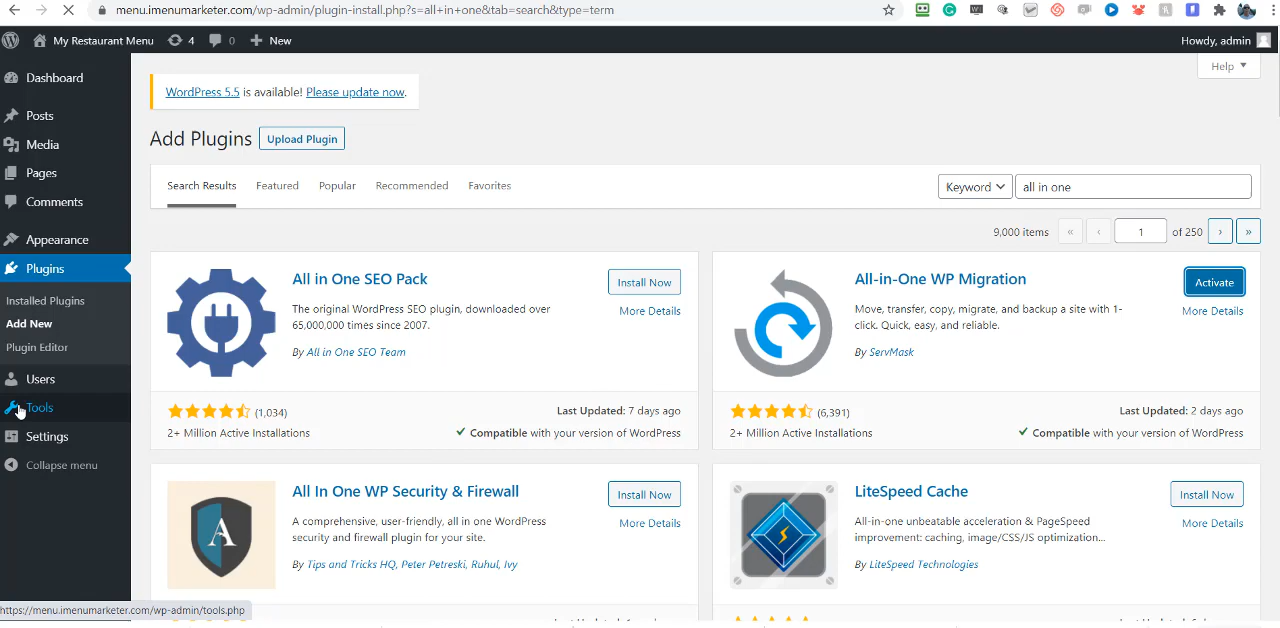 menu.imenumarketer.com/wp-admin/plugin-install.php?s=all+in+one&tab=search&type=term
My Restaurant Menu 4 0 New Howdy, admin
Help
Dashboard
Posts
Media
Pages
Comments
Appearance
Plugins
Installed Plugins
Add New
Plugin Editor
Users
Tools
Settings
Collapse menu
WordPress 5.5 is available! Please update now.
Add Plugins Upload Plugin
Search Results Featured Popular Recommended Favorites Keyword all in one
9,000 items « ‹ 1 of 250 › »
All in One SEO Pack
Install Now
The original WordPress SEO plugin, downloaded over
65,000,000 times since 2007.
More Details
By All in One SEO Team
(1,034)
Last Updated: 7 days ago
2+ Million Active Installations
Compatible with your version of WordPress
All-in-One WP Migration
Activate
Move, transfer, copy, migrate, and backup a site with 1-
click. Quick, easy, and reliable.
More Details
By ServMask
(6,391)
Last Updated: 2 days ago
2+ Million Active Installations
Compatible with your version of WordPress
All In One WP Security & Firewall
Install Now
A comprehensive, user-friendly, all in one WordPress
security and firewall plugin for your site.
More Details
By Tips and Tricks HQ, Peter Petreski, Ruhul, Ivy
A
LiteSpeed Cache
Install Now
All-in-one unbeatable acceleration & PageSpeed
improvement: caching, image/CSS/JS optimization...
More Details
By LiteSpeed Technologies
https://menu.imenumarketer.com/wp-admin/tools.php